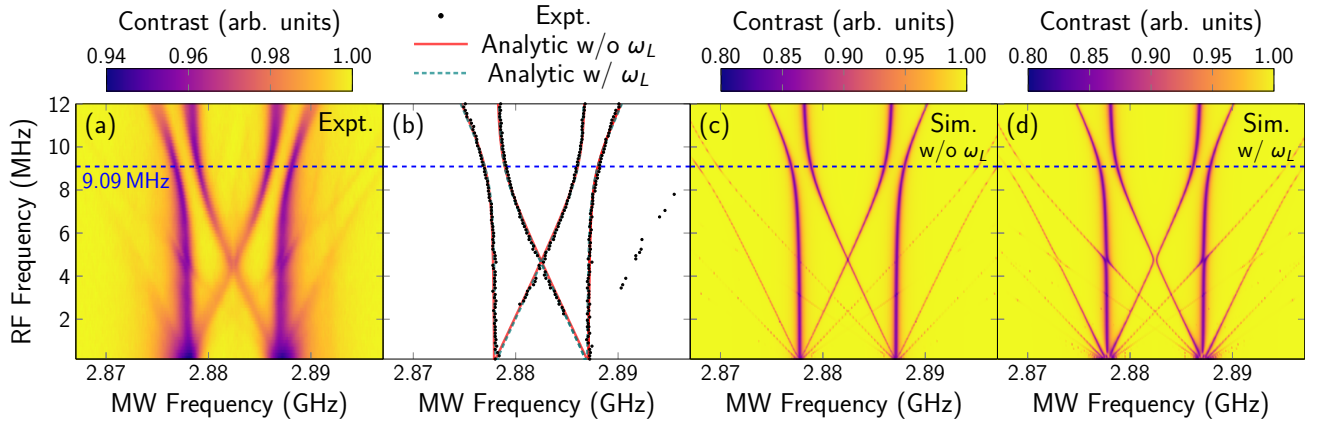 Contrast (arb. units)
0.94 0.96 0.98 1.00
Expt.
Analytic w/o ωL
Analytic w/ ωL
Contrast (arb. units)
0.80 0.85 0.90 0.95 1.00
Contrast (arb. units)
0.80 0.85 0.90 0.95 1.00
RF Frequency (MHz)
12
10
8
6
4
2
(a)
Expt.
9.09 MHz
(b)
(c)
Sim.
w/o ωL
(d)
Sim.
w/ ωL
2.87 2.88 2.89
2.87 2.88 2.89
2.87 2.88 2.89
2.87 2.88 2.89
MW Frequency (GHz)
MW Frequency (GHz)
MW Frequency (GHz)
MW Frequency (GHz)